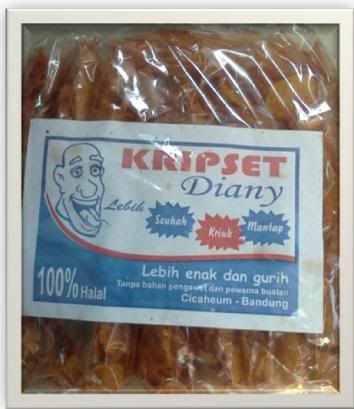 KRIPSET
Diany
Lebih
Seuhah
Kriuk
Mantap
Lebih enak dan gurih
100% Halal
Tanpa bahan pengawet dan pewarna buatan
Cicaheum - Bandung